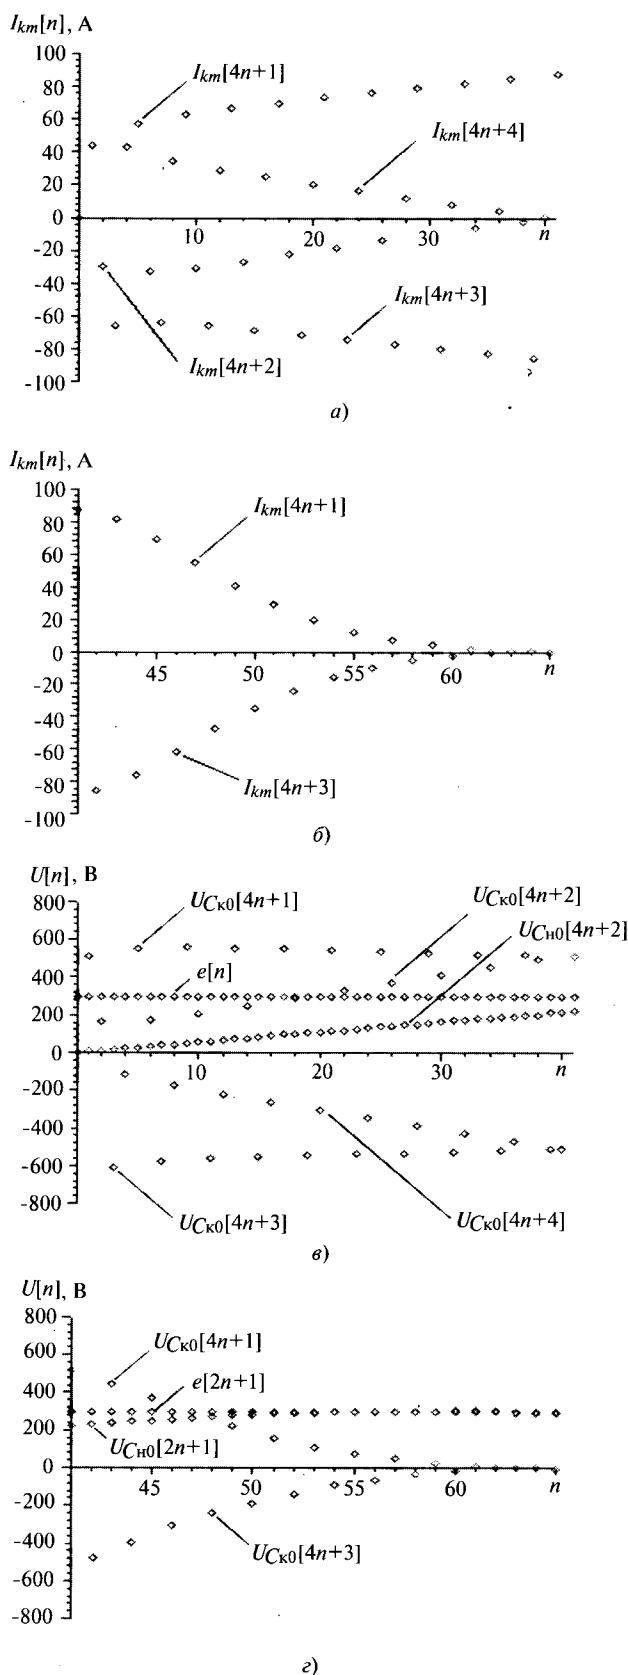 I_km[n], А
100
80
60
40
20
0
-20
-40
-60
-80
-100
10
20
30
n
I_km[4n+1]
I_km[4n+4]
I_km[4n+3]
I_km[4n+2]
а)
I_km[n], А
100
80
60
40
20
0
-20
-40
-60
-80
-100
45
50
55
60
n
I_km[4n+1]
I_km[4n+3]
б)
U[n], В
800
600
400
200
0
-200
-400
-600
-800
10
20
30
n
U_Cк0[4n+1]
U_Cк0[4n+2]
U_Cн0[4n+2]
e[n]
U_Cк0[4n+3]
U_Cк0[4n+4]
в)
U[n], В
800
600
400
200
0
-200
-400
-600
-800
45
50
55
60
n
U_Cк0[4n+1]
e[2n+1]
U_Cн0[2n+1]
U_Cк0[4n+3]
г)